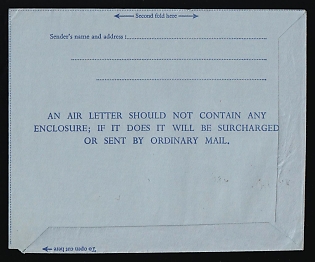 Second fold here
Sender's name and address :
AN AIR LETTER SHOULD NOT CONTAIN ANY
ENCLOSURE; IF IT DOES IT WILL BE SURCHARGED
OR SENT BY ORDINARY MAIL.
To open cut here